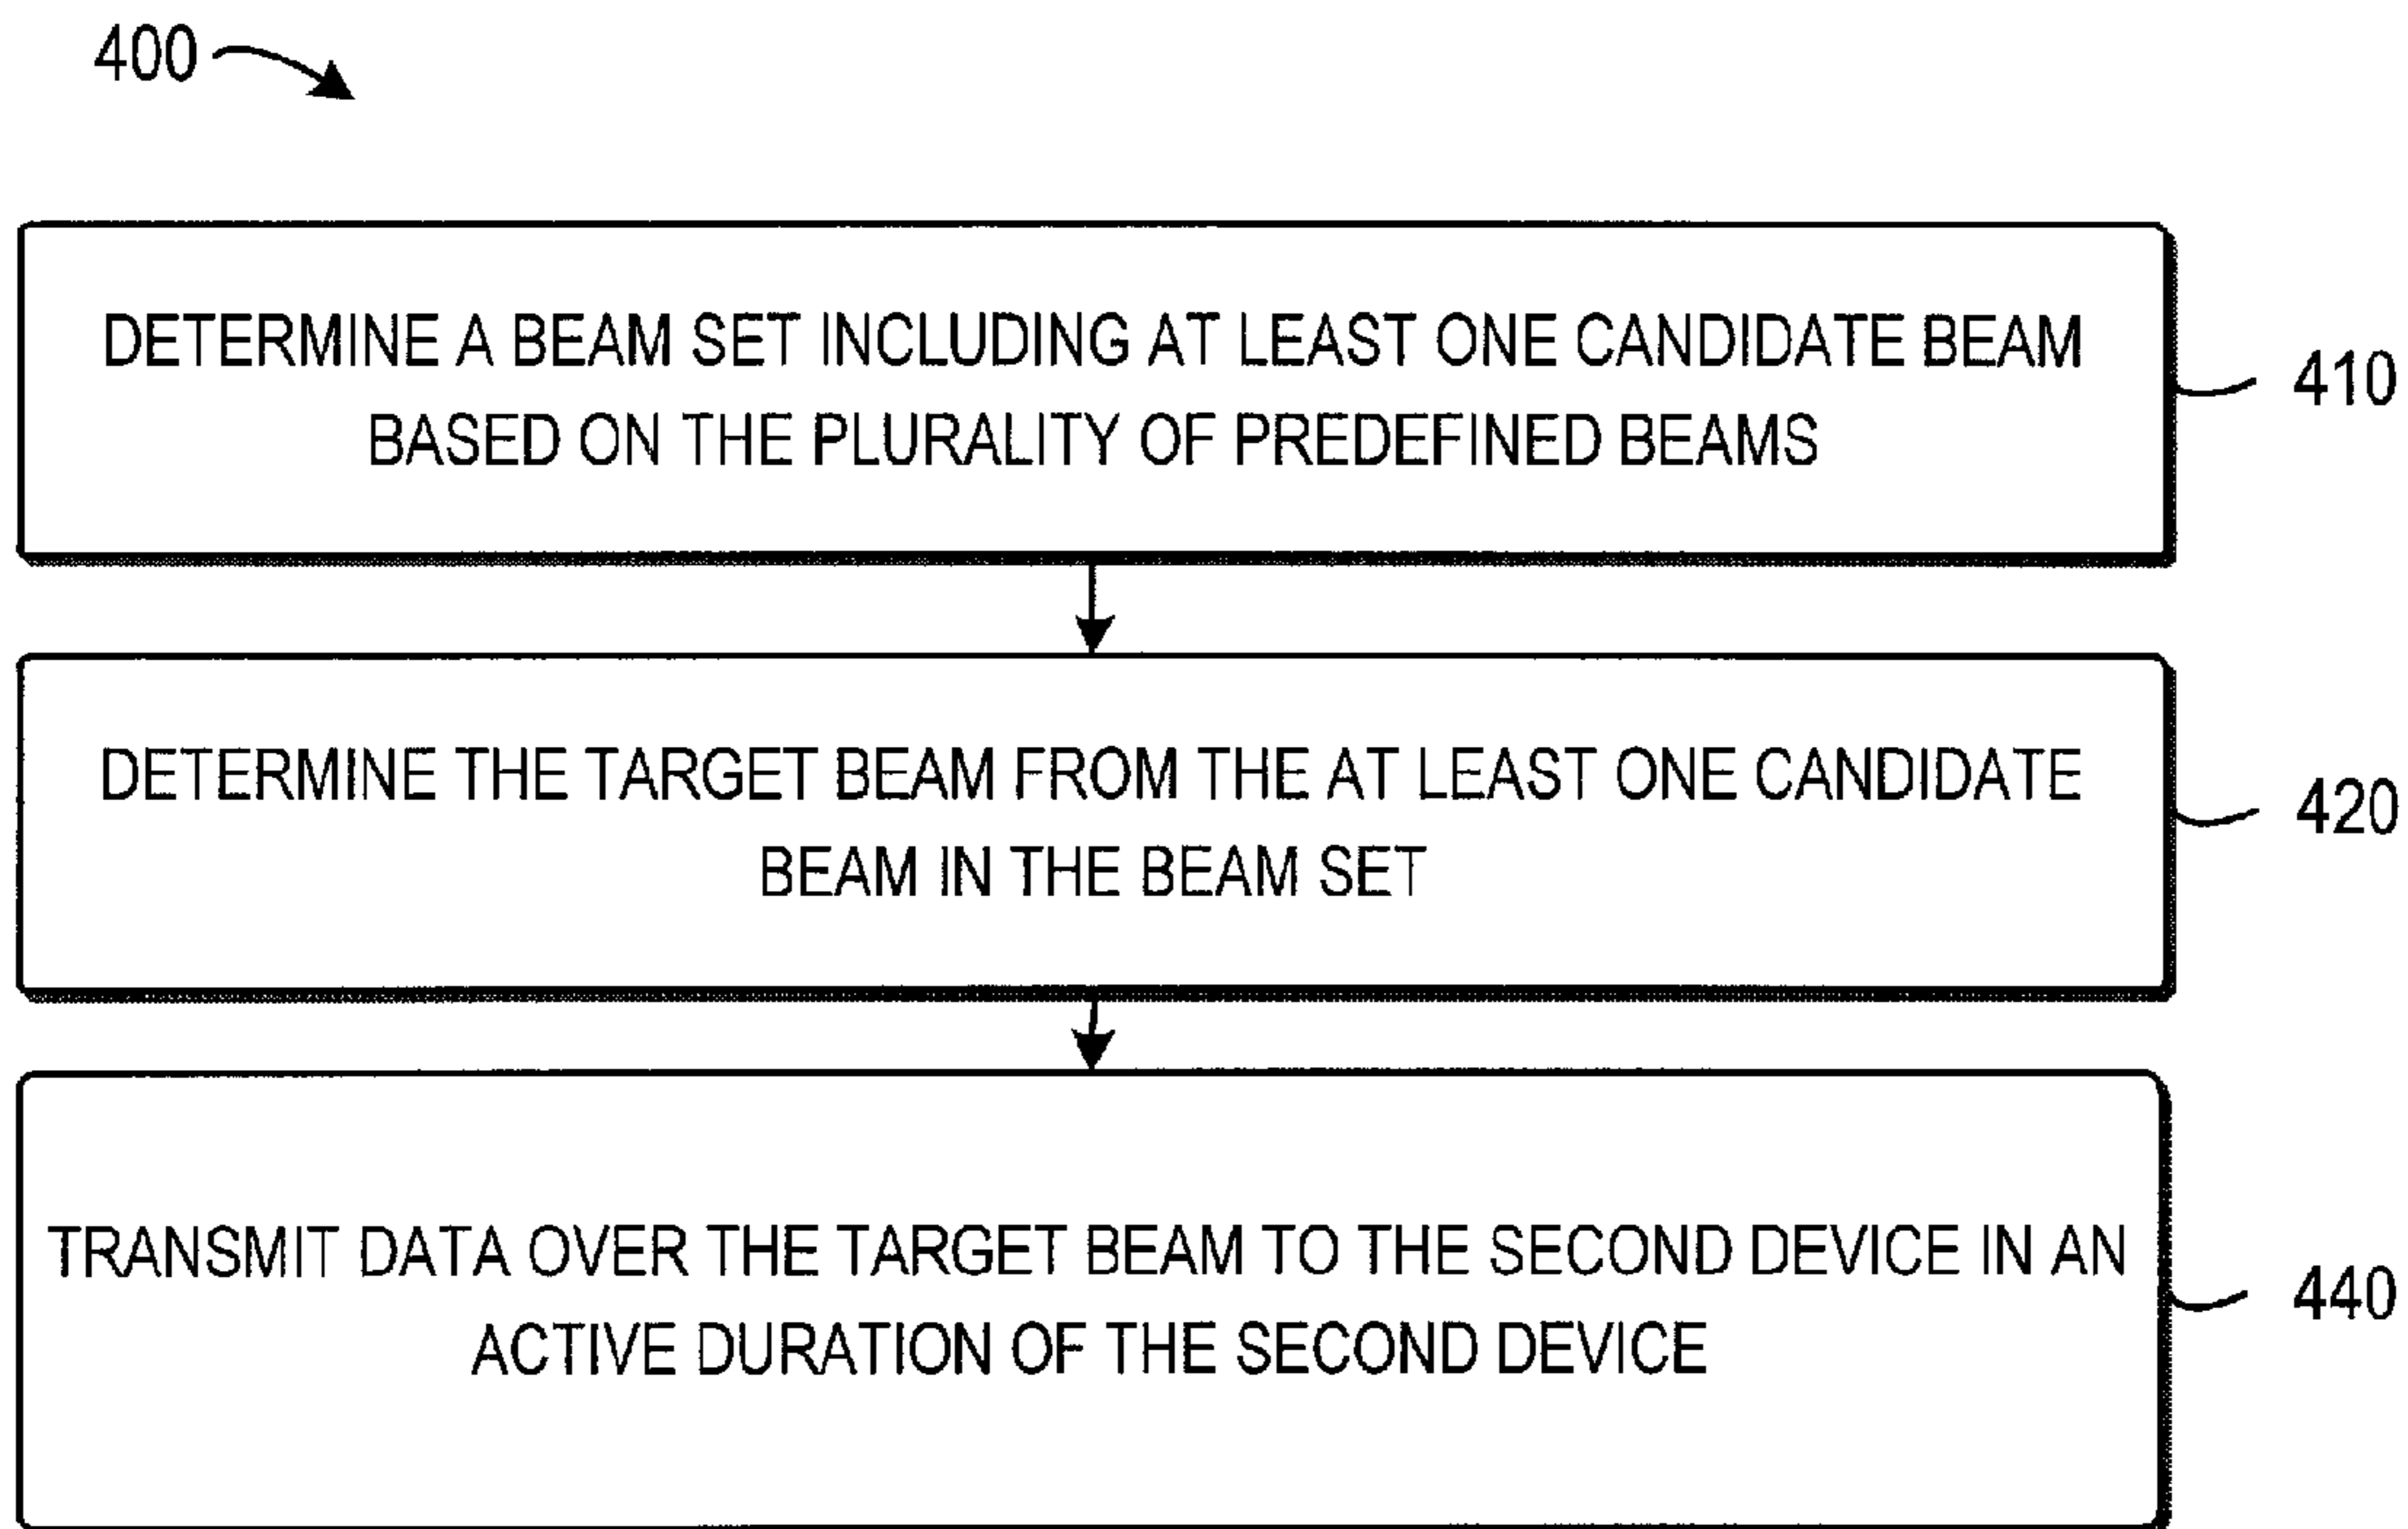 400
DETERMINE A BEAM SET INCLUDING AT LEAST ONE CANDIDATE BEAM
BASED ON THE PLURALITY OF PREDEFINED BEAMS
410
DETERMINE THE TARGET BEAM FROM THE AT LEAST ONE CANDIDATE
BEAM IN THE BEAM SET
420
TRANSMIT DATA OVER THE TARGET BEAM TO THE SECOND DEVICE IN AN
ACTIVE DURATION OF THE SECOND DEVICE
440